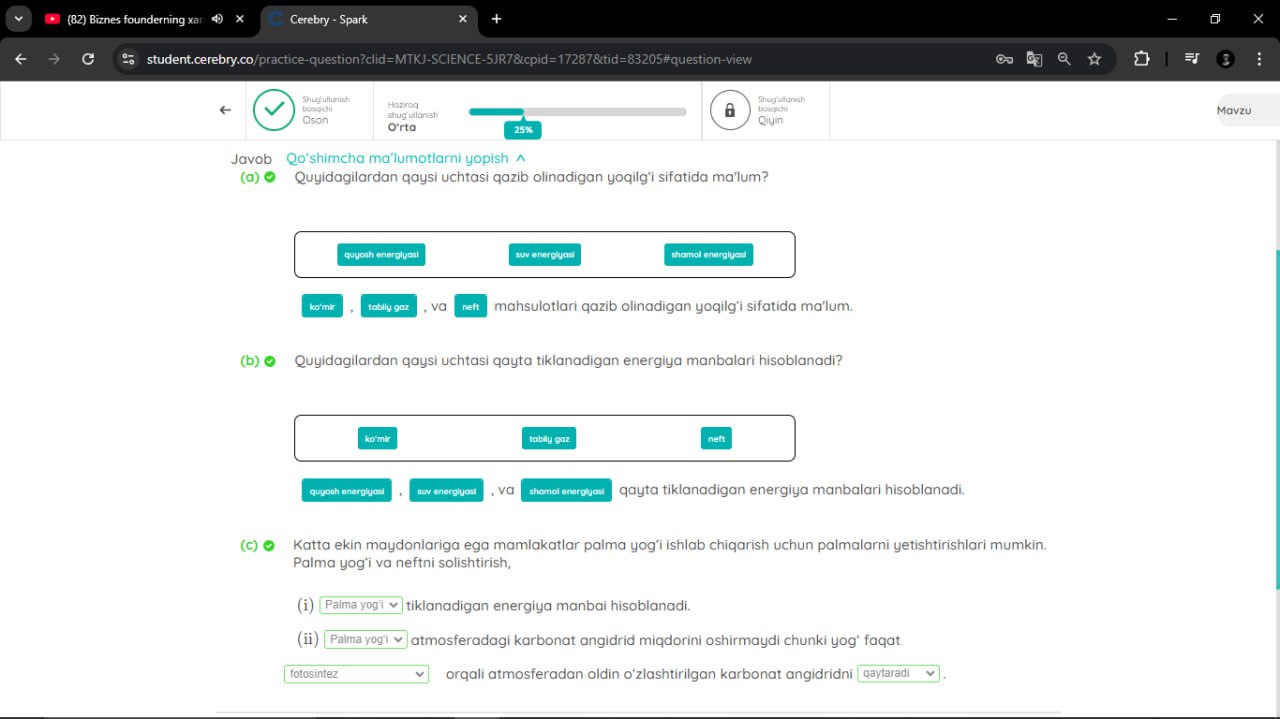 (82) Biznes founderning xar
Cerebry - Spark
student.cerebry.co/practice-question?clid=MTKJ-SCIENCE-5JR7&cpid=17287&tid=83205#question-view
Shug'ullanish bosqichi
Oson
Hoziroq shug'ullanish
O'rta
25%
Shug'ullanish bosqichi
Qiyin
Mavzu
Javob Qo'shimcha ma'lumotlarni yopish
(a) Quyidagilardan qaysi uchtasi qazib olinadigan yoqilg'i sifatida ma'lum?
quyosh energiyasi suv energiyasi shamol energiyasi
ko'mir , tabiiy gaz , va neft mahsulotlari qazib olinadigan yoqilg'i sifatida ma'lum.
(b) Quyidagilardan qaysi uchtasi qayta tiklanadigan energiya manbalari hisoblanadi?
ko'mir tabiiy gaz neft
quyosh energiyasi , suv energiyasi , va shamol energiyasi qayta tiklanadigan energiya manbalari hisoblanadi.
(c) Katta ekin maydonlariga ega mamlakatlar palma yog'i ishlab chiqarish uchun palmalarni yetishtirishlari mumkin.
Palma yog'i va neftni solishtirish,
(i) Palma yog'i tiklanadigan energiya manbai hisoblanadi.
(ii) Palma yog'i atmosferadagi karbonat angidrid miqdorini oshirmaydi chunki yog' faqat
fotosintez orqali atmosferadan oldin o'zlashtirilgan karbonat angidridni qaytaradi .